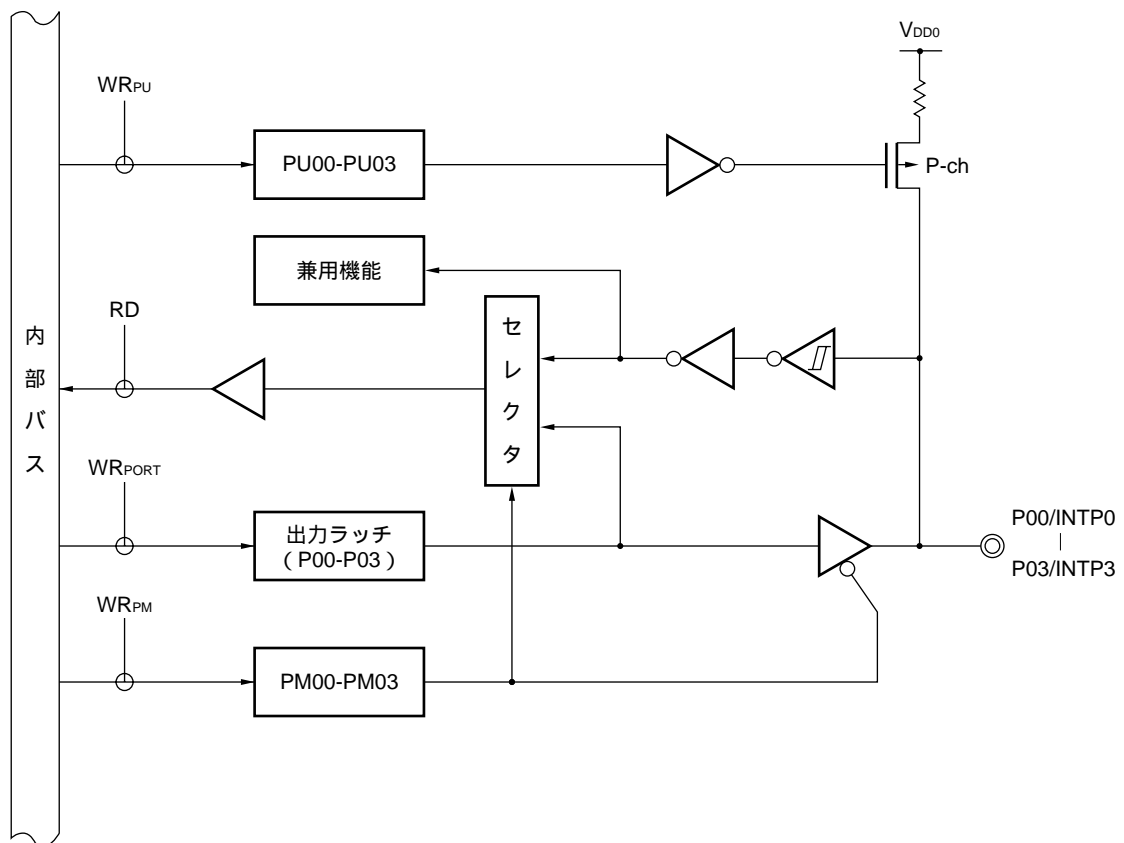 VDD0
WRPU
PU00-PU03
P-ch
兼用機能
RD
セレクタ
内部バス
WRPORT
出力ラッチ
( P00-P03 )
P00/INTP0
P03/INTP3
WRPM
PM00-PM03